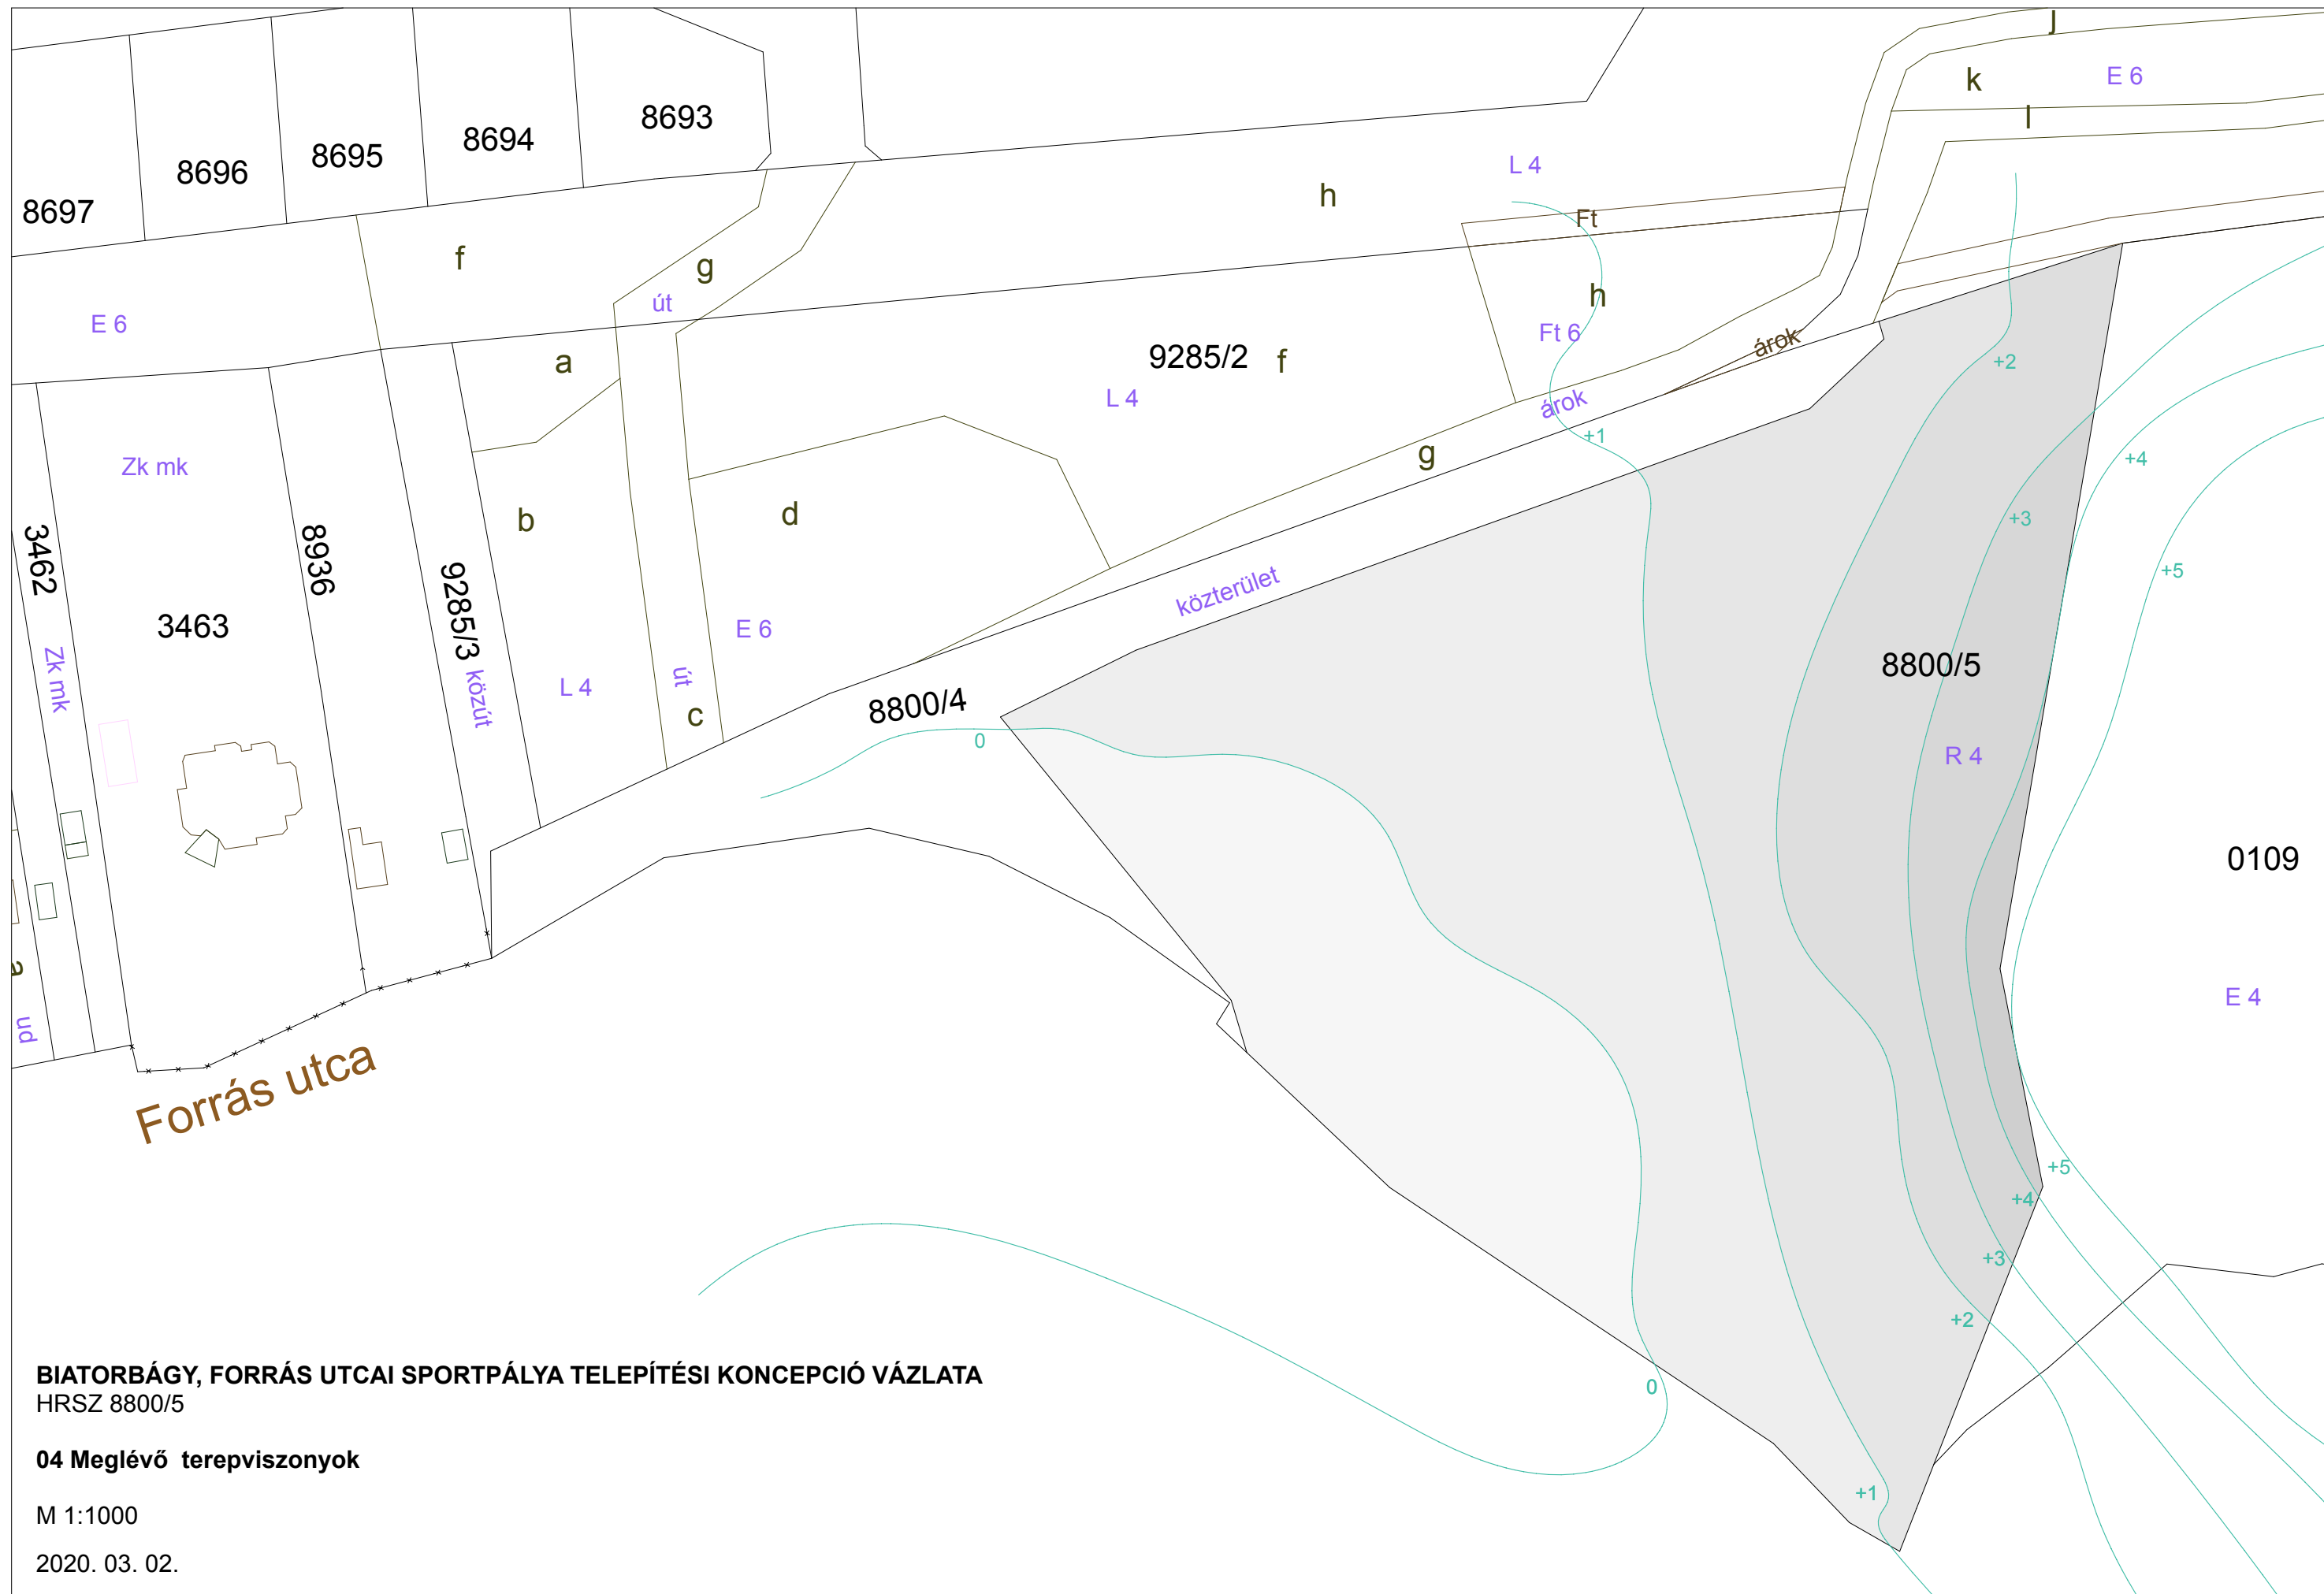 J
k
E 6
l
8693
8694
8695
8696
8697
L 4
h
Ft
f
g
út
E 6
h
Ft 6
árok
a
9285/2
f
L 4
árok
+2
+1
g
+4
+3
+5
Zk mk
b
d
3462
8936
9285/3
közút
3463
Zk mk
E 6
közterület
L 4
út
c
8800/4
0
8800/5
R 4
0109
E 4
a
ud
Forrás utca
+5
+4
+3
+2
0
+1
BIATORBÁGY, FORRÁS UTCAI SPORTPÁLYA TELEPÍTÉSI KONCEPCIÓ VÁZLATA
HRSZ 8800/5
04 Meglévő terepviszonyok
M 1:1000
2020. 03. 02.